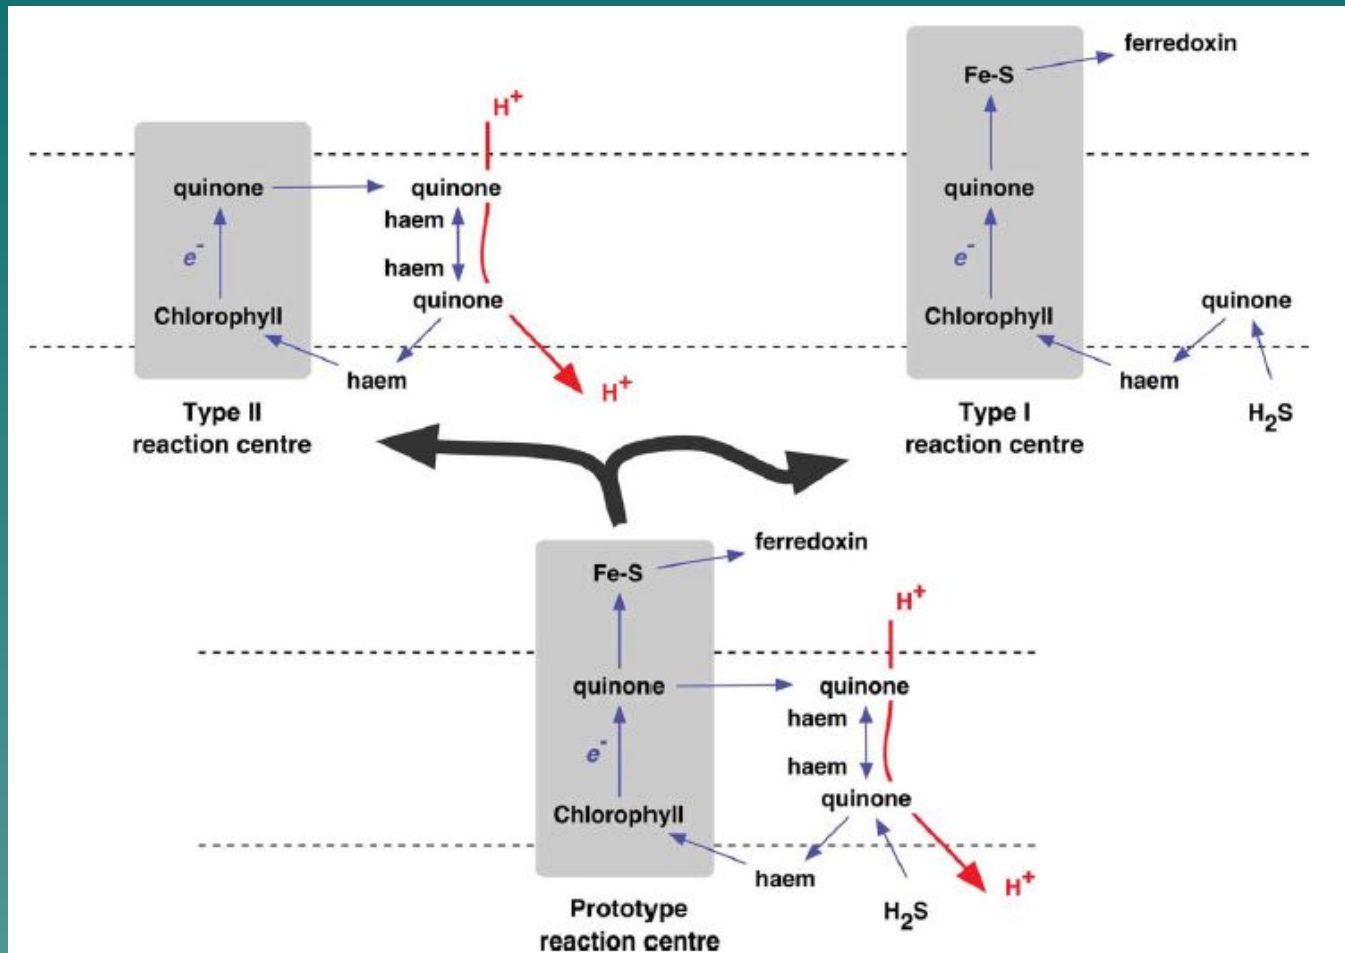 quinone
quinone
haem
haem
quinone
e-
Chlorophyll
haem
H+
H+
Type II
reaction centre
Fe-S
ferredoxin
quinone
e-
Chlorophyll
quinone
haem
H2S
Type I
reaction centre
Fe-S
ferredoxin
quinone
quinone
haem
haem
quinone
e-
Chlorophyll
haem
H2S
H+
H+
Prototype
reaction centre